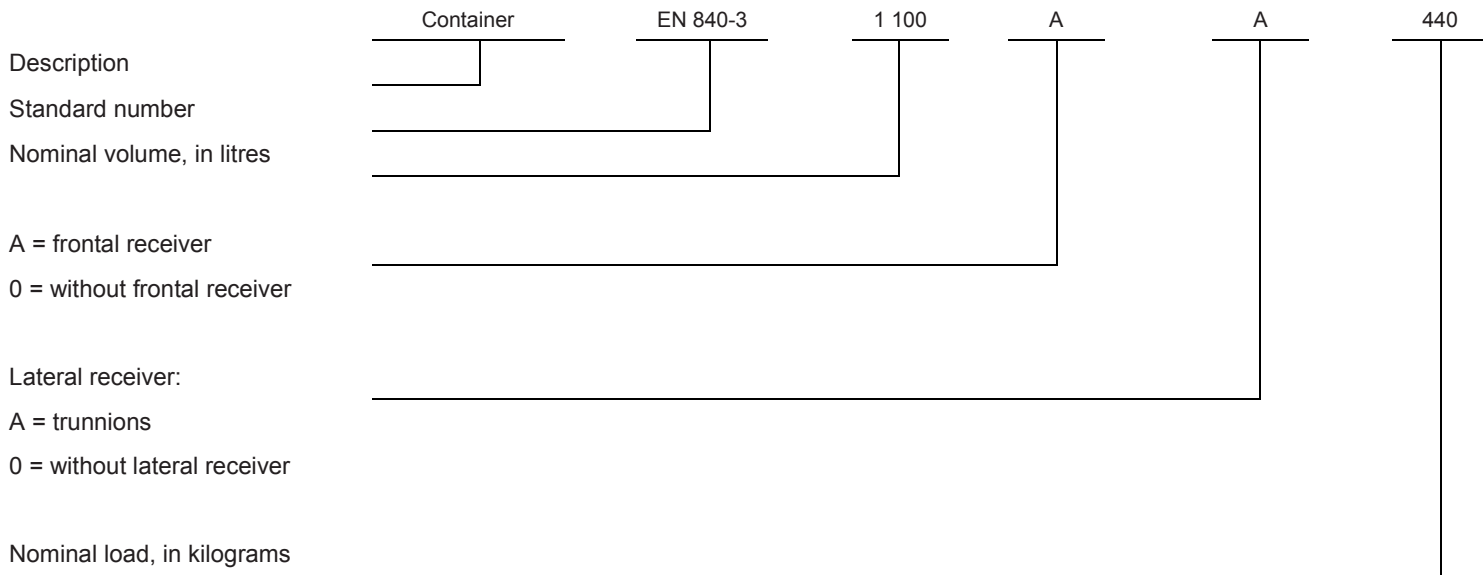 Container EN 840-3 1 100 A A 440
Description
Standard number
Nominal volume, in litres
A = frontal receiver
0 = without frontal receiver
Lateral receiver:
A = trunnions
0 = without lateral receiver
Nominal load, in kilograms